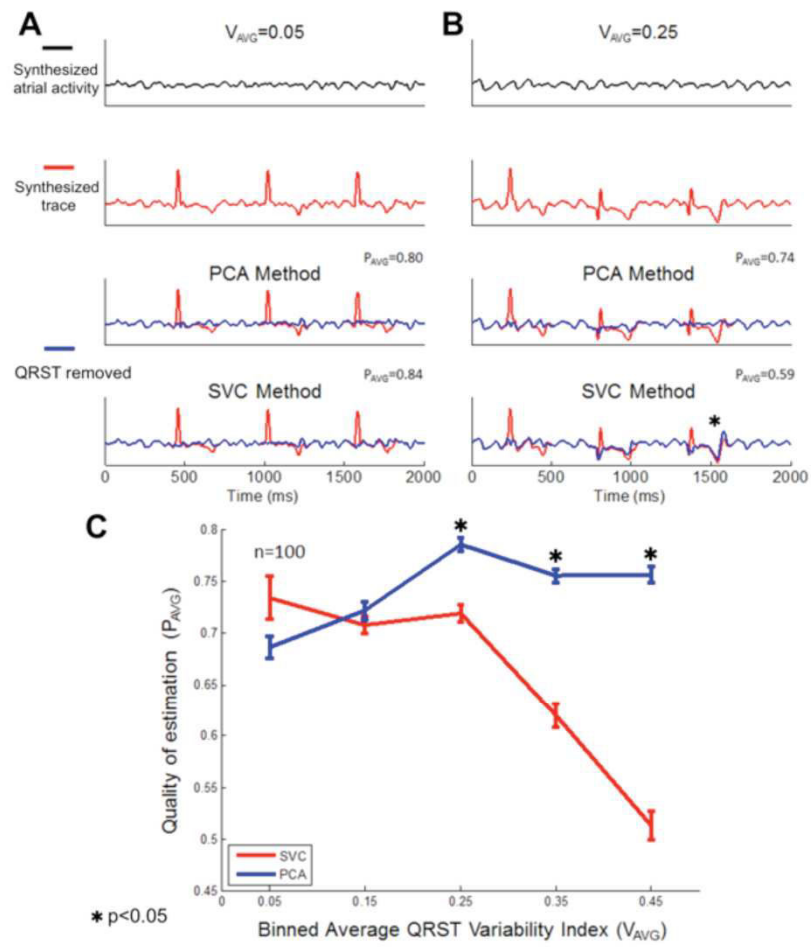 A
V_AVG=0.05
B
V_AVG=0.25
Synthesized
atrial activity
Synthesized
trace
P_AVG=0.80
P_AVG=0.74
PCA Method
PCA Method
QRST removed
P_AVG=0.84
P_AVG=0.59
SVC Method
SVC Method
*
0 500 1000 1500 2000
0 500 1000 1500 2000
Time (ms)
Time (ms)
C
0.8
n=100
* * *
0.75
0.7
0.65
0.6
0.55
0.5
0.45
Quality of estimation (P_AVG)
SVC
PCA
0.05 0.15 0.25 0.35 0.45
* p<0.05
Binned Average QRST Variability Index (V_AVG)